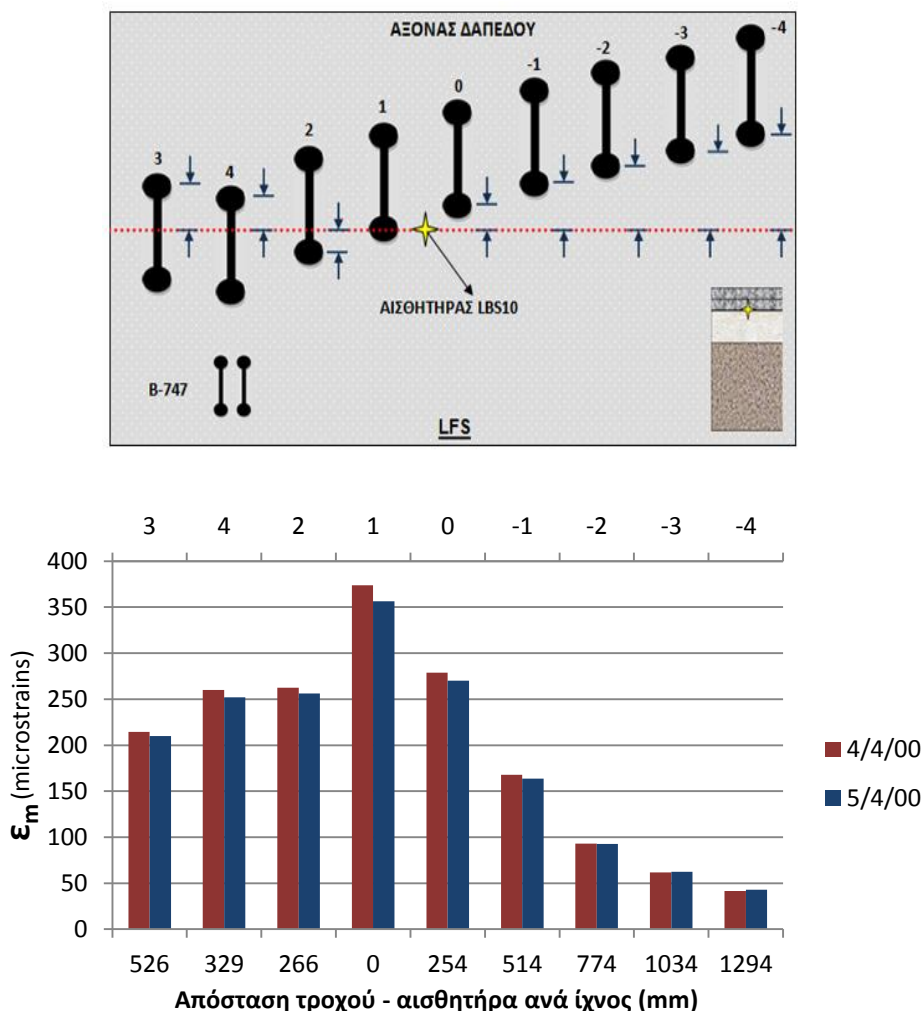 ΑΞΟΝΑΣ ΔΑΠΕΔΟΥ
3 4 2 1 0 -1 -2 -3 -4
ΑΙΣΘΗΤΗΡΑΣ LBS10
B-747
LFS
3 4 2 1 0 -1 -2 -3 -4
400
350
300
250
200
150
100
50
0
εm (microstrains)
4/4/00
5/4/00
526 329 266 0 254 514 774 1034 1294
Απόσταση τροχού - αισθητήρα ανά ίχνος (mm)